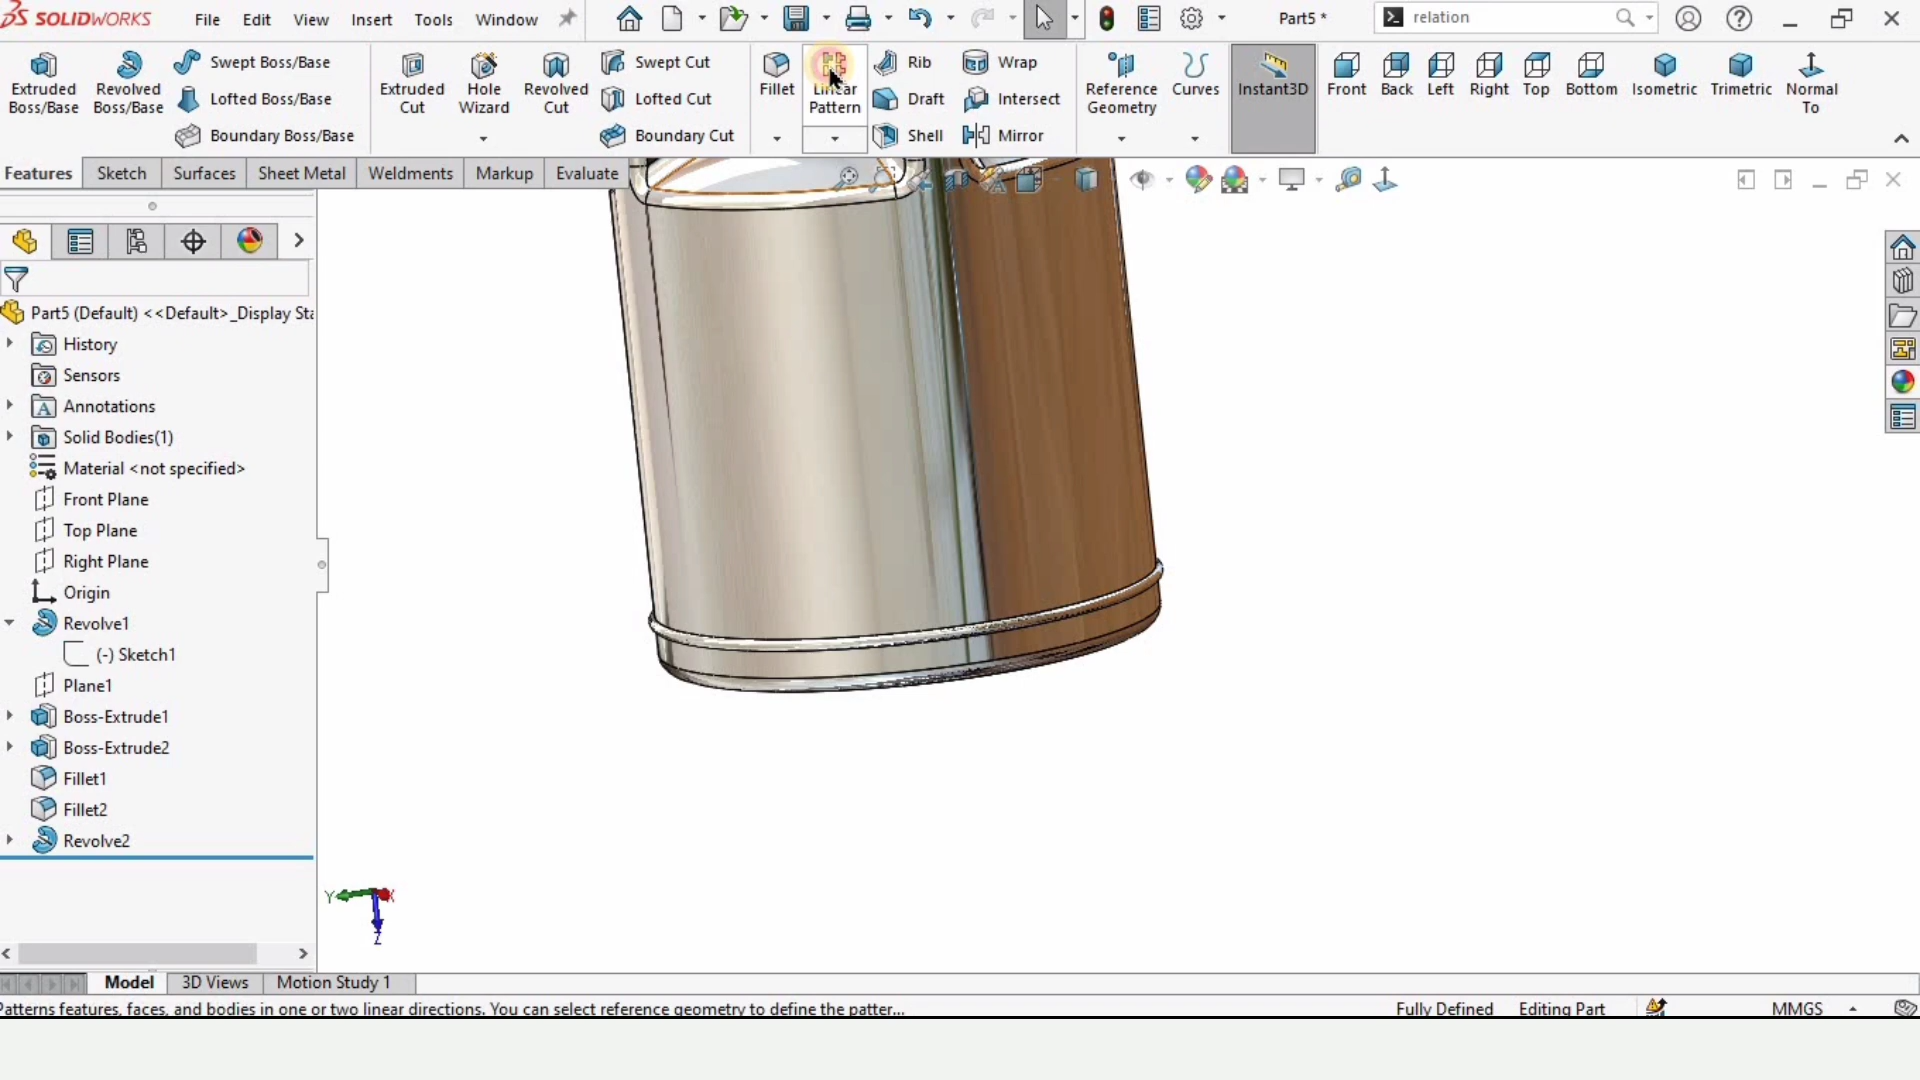 SOLIDWORKS File Edit View Insert Tools Window Part5 * relation
Extruded Boss/Base
Revolved Boss/Base
Swept Boss/Base
Lofted Boss/Base
Boundary Boss/Base
Extruded Cut
Hole Wizard
Revolved Cut
Swept Cut
Lofted Cut
Boundary Cut
Fillet
Linear Pattern
Rib
Draft
Shell
Wrap
Intersect
Mirror
Reference Geometry
Curves
Instant3D
Front
Back
Left
Right
Top
Bottom
Isometric
Trimetric
Normal To
Features Sketch Surfaces Sheet Metal Weldments Markup Evaluate
Part5 (Default) <<Default>_Display Sta
History
Sensors
Annotations
Solid Bodies(1)
Material <not specified>
Front Plane
Top Plane
Right Plane
Origin
Revolve1
(-) Sketch1
Plane1
Boss-Extrude1
Boss-Extrude2
Fillet1
Fillet2
Revolve2
Y X
Z
Model 3D Views Motion Study 1
Patterns features, faces, and bodies in one or two linear directions. You can select reference geometry to define the patter... Fully Defined Editing Part MMGS